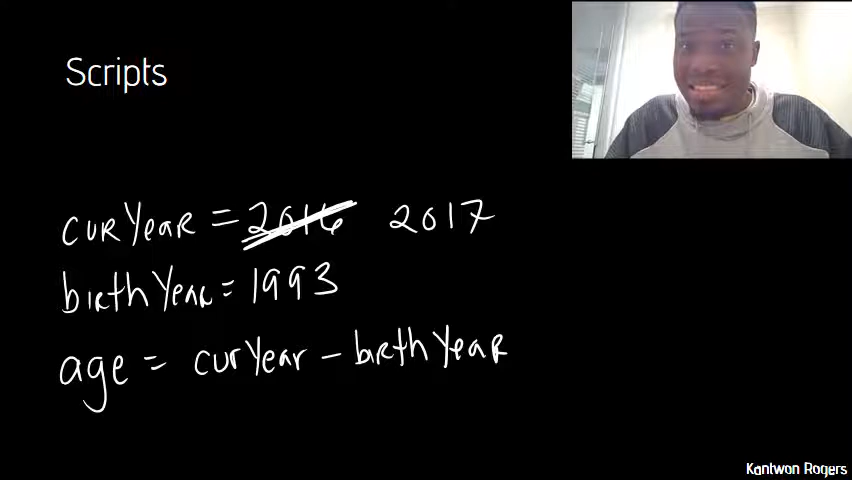 Scripts
curYear = 2016 2017
birthYear = 1993
age = curYear - birthYear
Kantwon Rogers